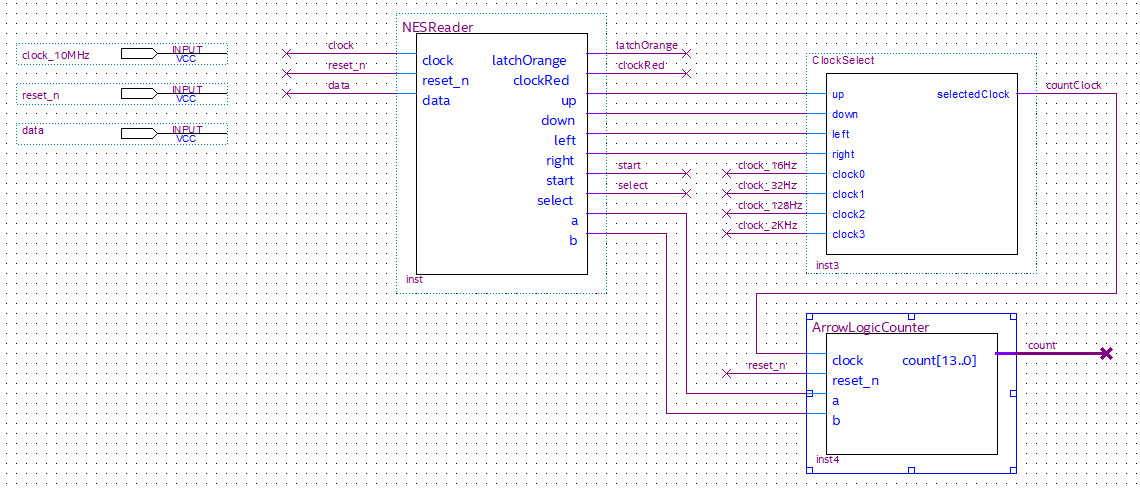 clock_10MHz
INPUT
VCC
reset_n
INPUT
VCC
data
INPUT
VCC
NESReader
clock
reset_n
data
clock
reset_n
data
latchOrange
clockRed
up
down
left
right
start
select
a
b
inst
latchOrange
clockRed
start
select
ClockSelect
clock_16Hz
clock_32Hz
clock_128Hz
clock_2KHz
up
down
left
right
clock0
clock1
clock2
clock3
selectedClock
inst3
countClock
ArrowLogicCounter
reset_n
clock
reset_n
a
b
count[13..0]
inst4
count